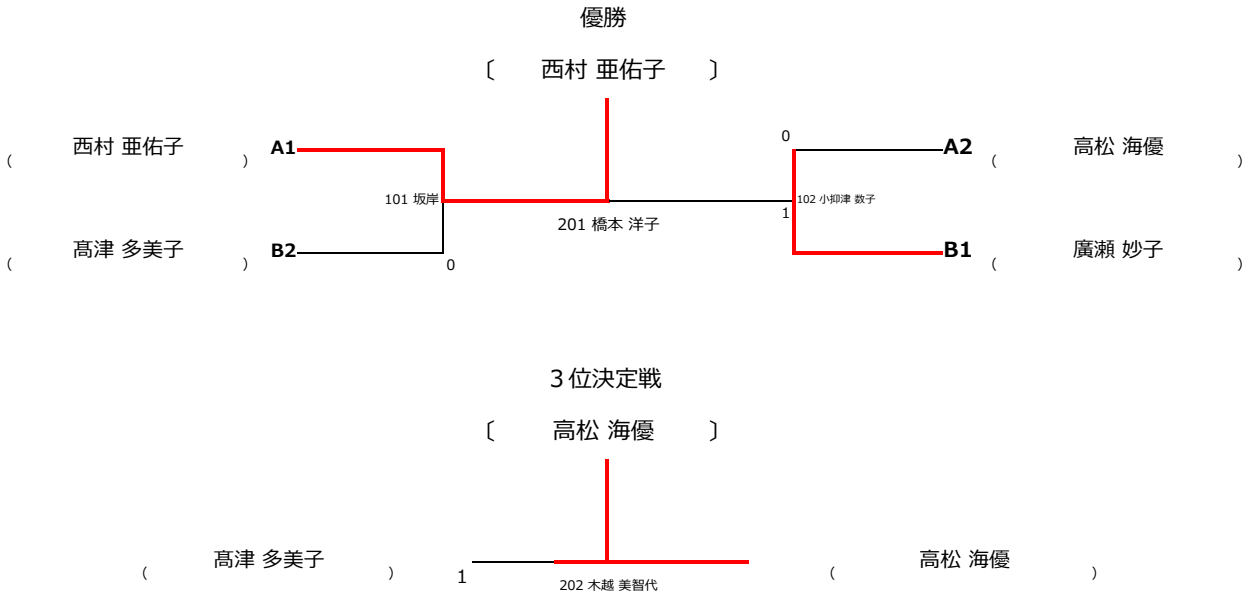 優勝
〔 西村 亜佑子 〕
0
( 西村 亜佑子 ) A1
A2 ( 高松 海優 )
101 坂岸
102 小抑津 数子
1
201 橋本 洋子
( 髙津 多美子 ) B2
B1 ( 廣瀬 妙子 )
0
３位決定戦
〔 高松 海優 〕
( 髙津 多美子 ) 1
( 高松 海優 )
202 木越 美智代